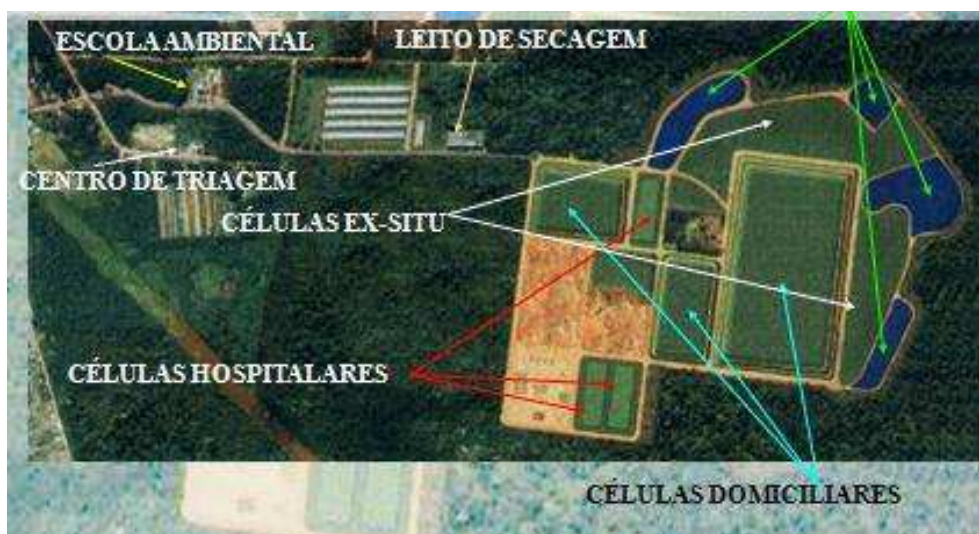 ESCOLA AMBIENTAL
LEITO DE SECAGEM
CENTRO DE TRIAGEM
CÉLULAS EX-SITU
CÉLULAS HOSPITALARES
CÉLULAS DOMICILIARES